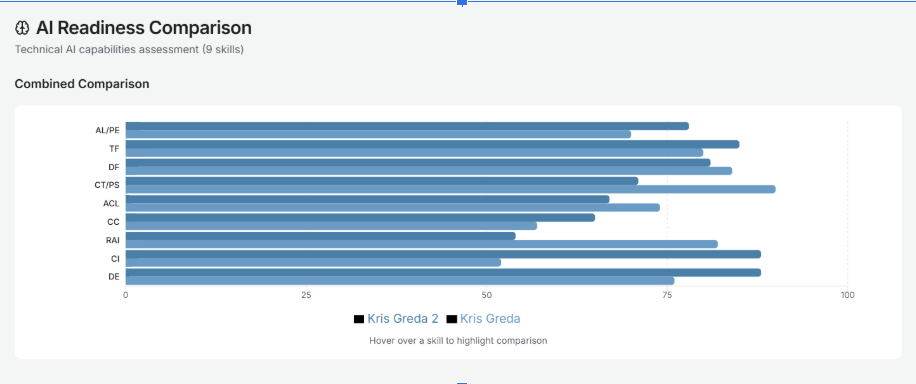 AI Readiness Comparison
Technical AI capabilities assessment (9 skills)
Combined Comparison
AL/PE
TF
DF
CT/PS
ACL
CC
RAI
CI
DE
0 25 50 75 100
Kris Greda 2 Kris Greda
Hover over a skill to highlight comparison